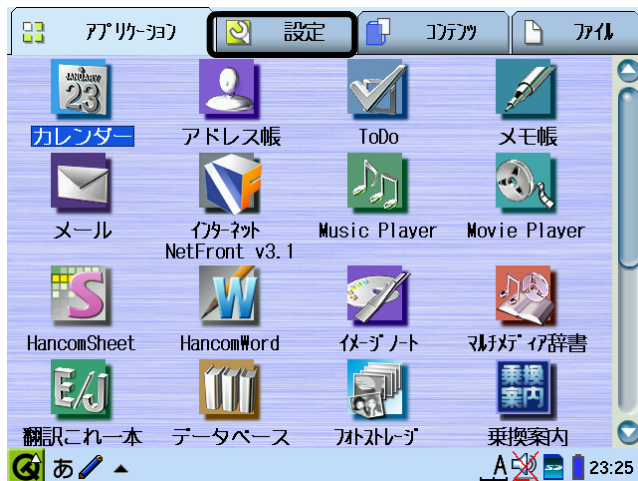 ｱﾌﾟﾘｹｰｼｮﾝ 設定 ｺﾝﾃﾝﾂ ﾌｧｲﾙ
JANUARY
23
カレンダー アドレス帳 ToDo メモ帳
メール ｲﾝﾀｰﾈｯﾄ Music Player Movie Player
NetFront v3.1
HancomSheet HancomWord ｲﾒｰｼﾞﾉｰﾄ ﾏﾙﾁﾒﾃﾞｨｱ辞書
E/J 乗換
案内
翻訳これ一本 データベース ﾌｫﾄｽﾄﾚｰｼﾞ 乗換案内
あ A 23:25